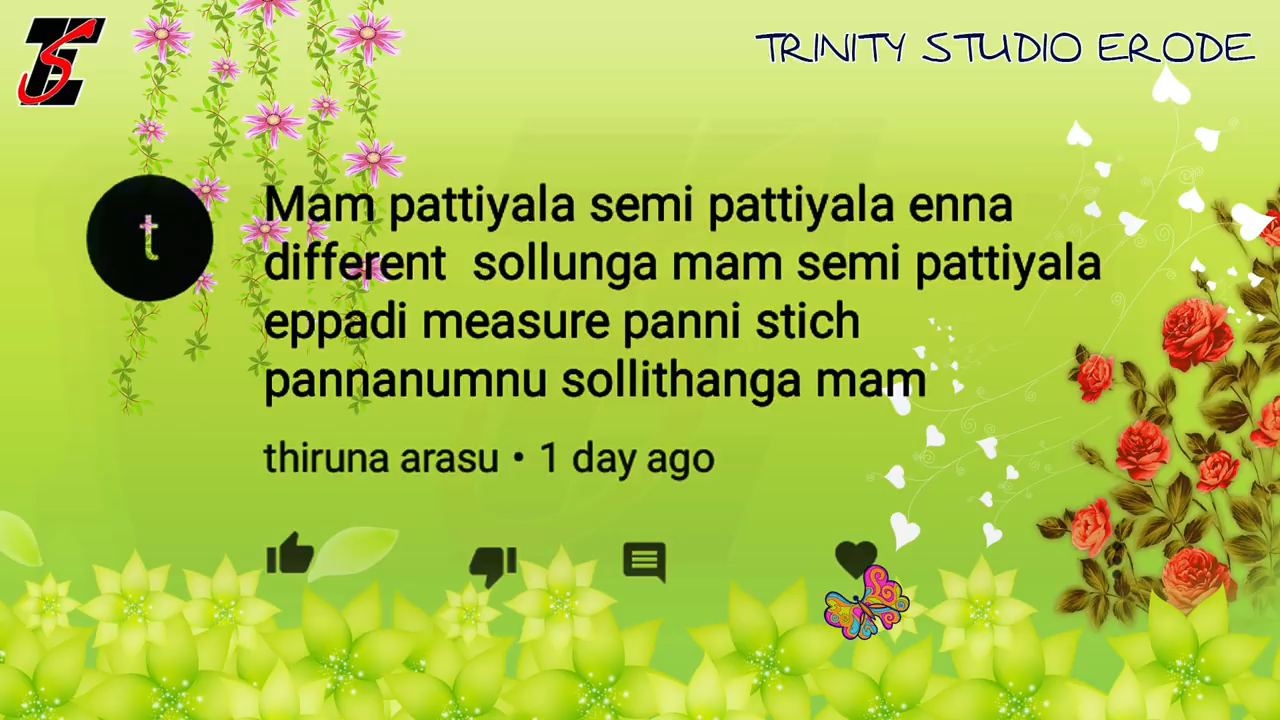 TRINITY STUDIO ERODE
t
Mam pattiyala semi pattiyala enna
different sollunga mam semi pattiyala
eppadi measure panni stich
pannanumnu sollithanga mam
thiruna arasu • 1 day ago